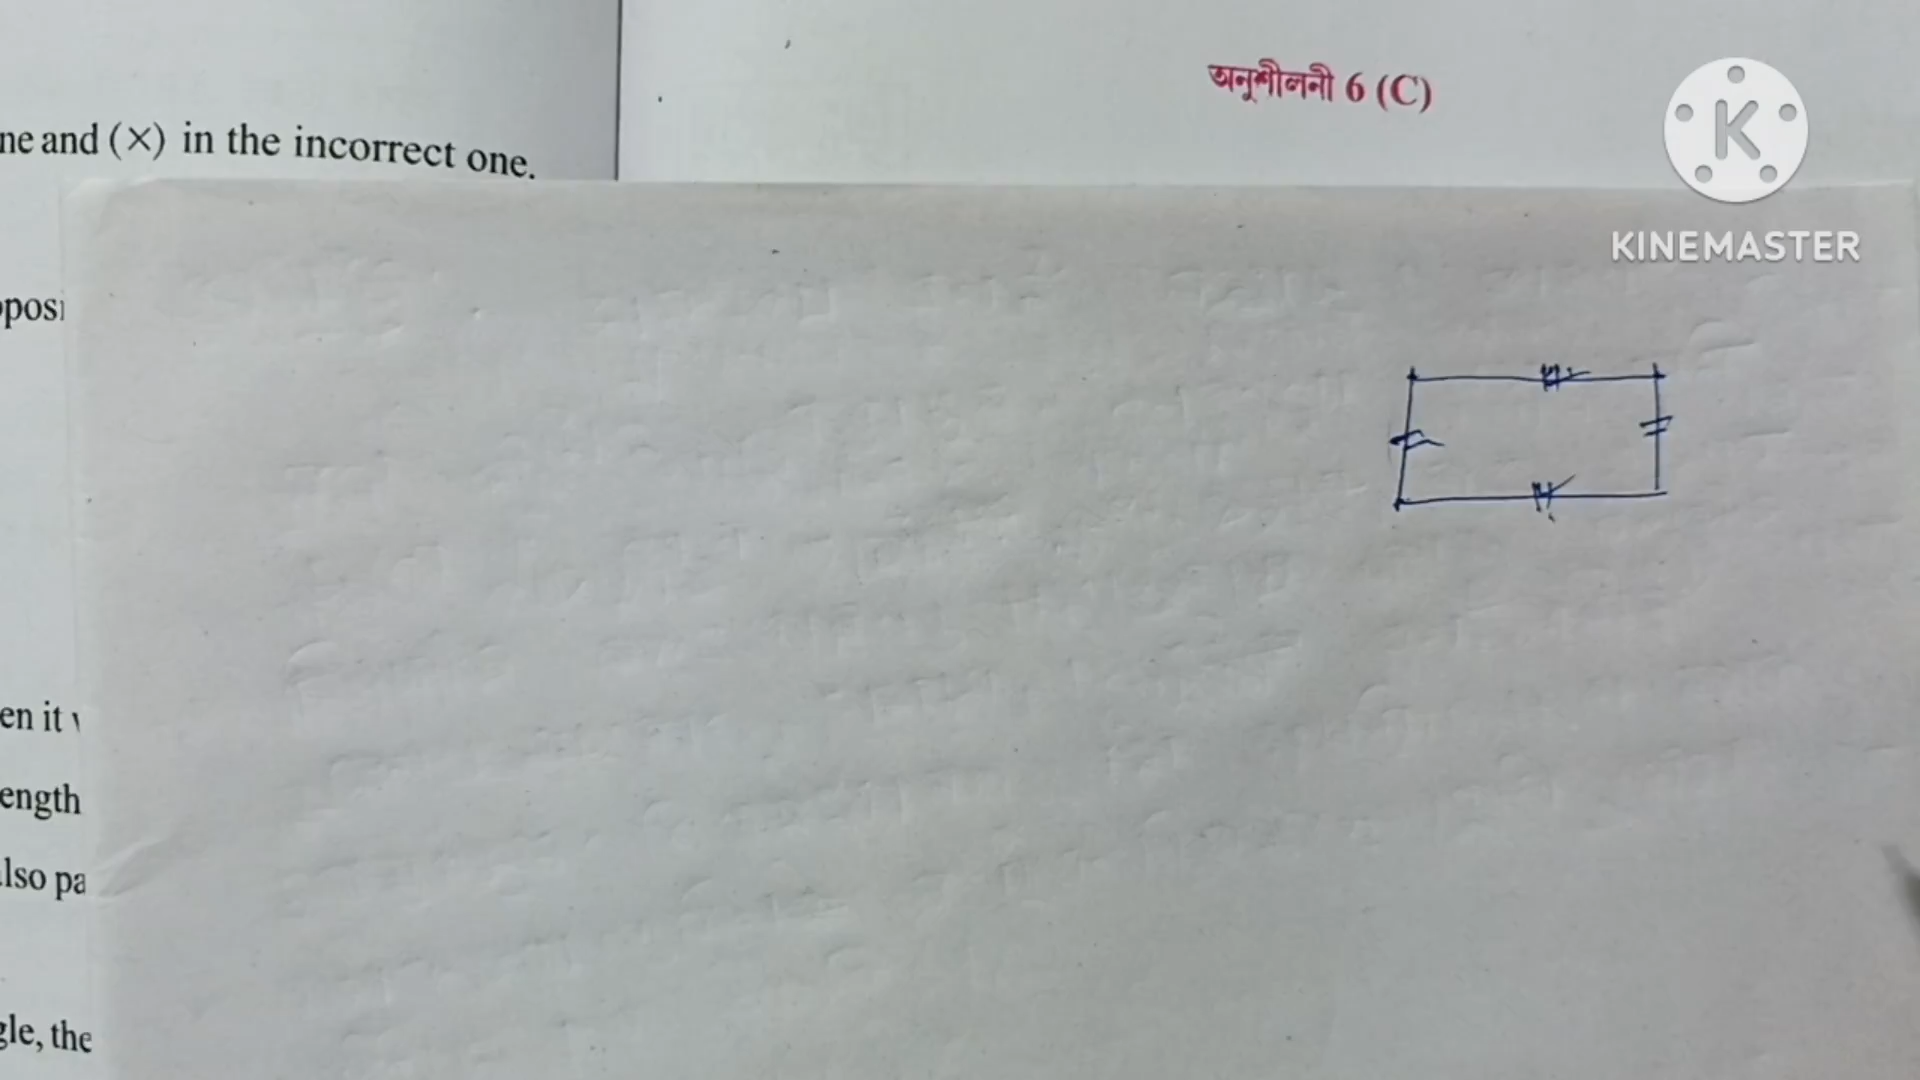 অনুশীলনী 6 (C)
ne and (×) in the incorrect one.
K
KINEMASTER
posi
en it
ength
lso pa
gle, the